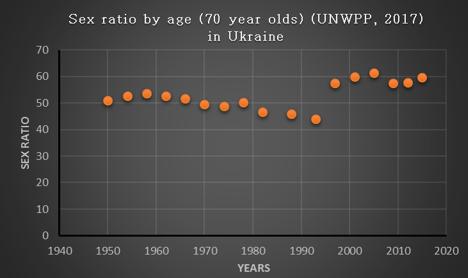 Sex ratio by age (70 year olds) (UNWPP, 2017)
in Ukraine
70
60
50
40
30
20
10
0
SEX RATIO
1940 1950 1960 1970 1980 1990 2000 2010 2020
YEARS